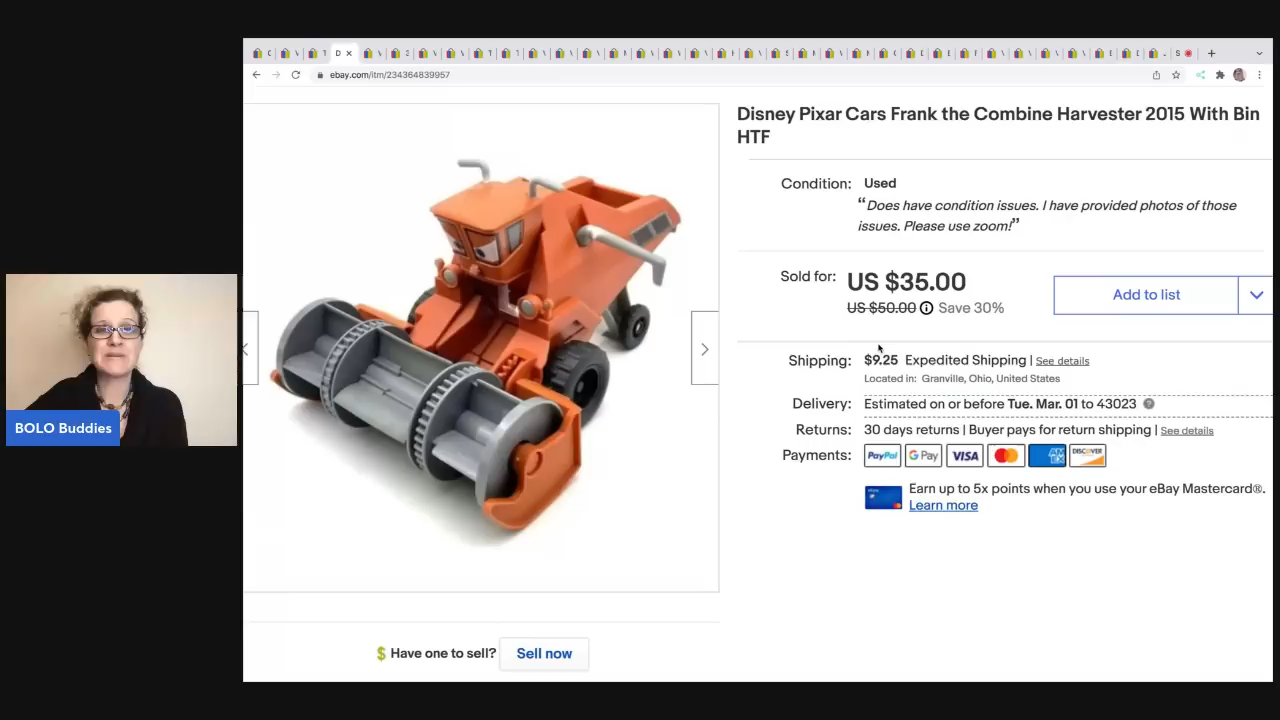 ebay.com/itm/234364839957
Disney Pixar Cars Frank the Combine Harvester 2015 With Bin
HTF
Condition: Used
“Does have condition issues. I have provided photos of those
issues. Please use zoom!”
Sold for: US $35.00
US $50.00 Save 30%
Add to list
Shipping: $9.25 Expedited Shipping | See details
Located in: Granville, Ohio, United States
Delivery: Estimated on or before Tue. Mar. 01 to 43023
Returns: 30 days returns | Buyer pays for return shipping | See details
Payments: PayPal G Pay VISA AM EX DISCOVER
Earn up to 5x points when you use your eBay Mastercard®.
Learn more
BOLO Buddies
Have one to sell? Sell now